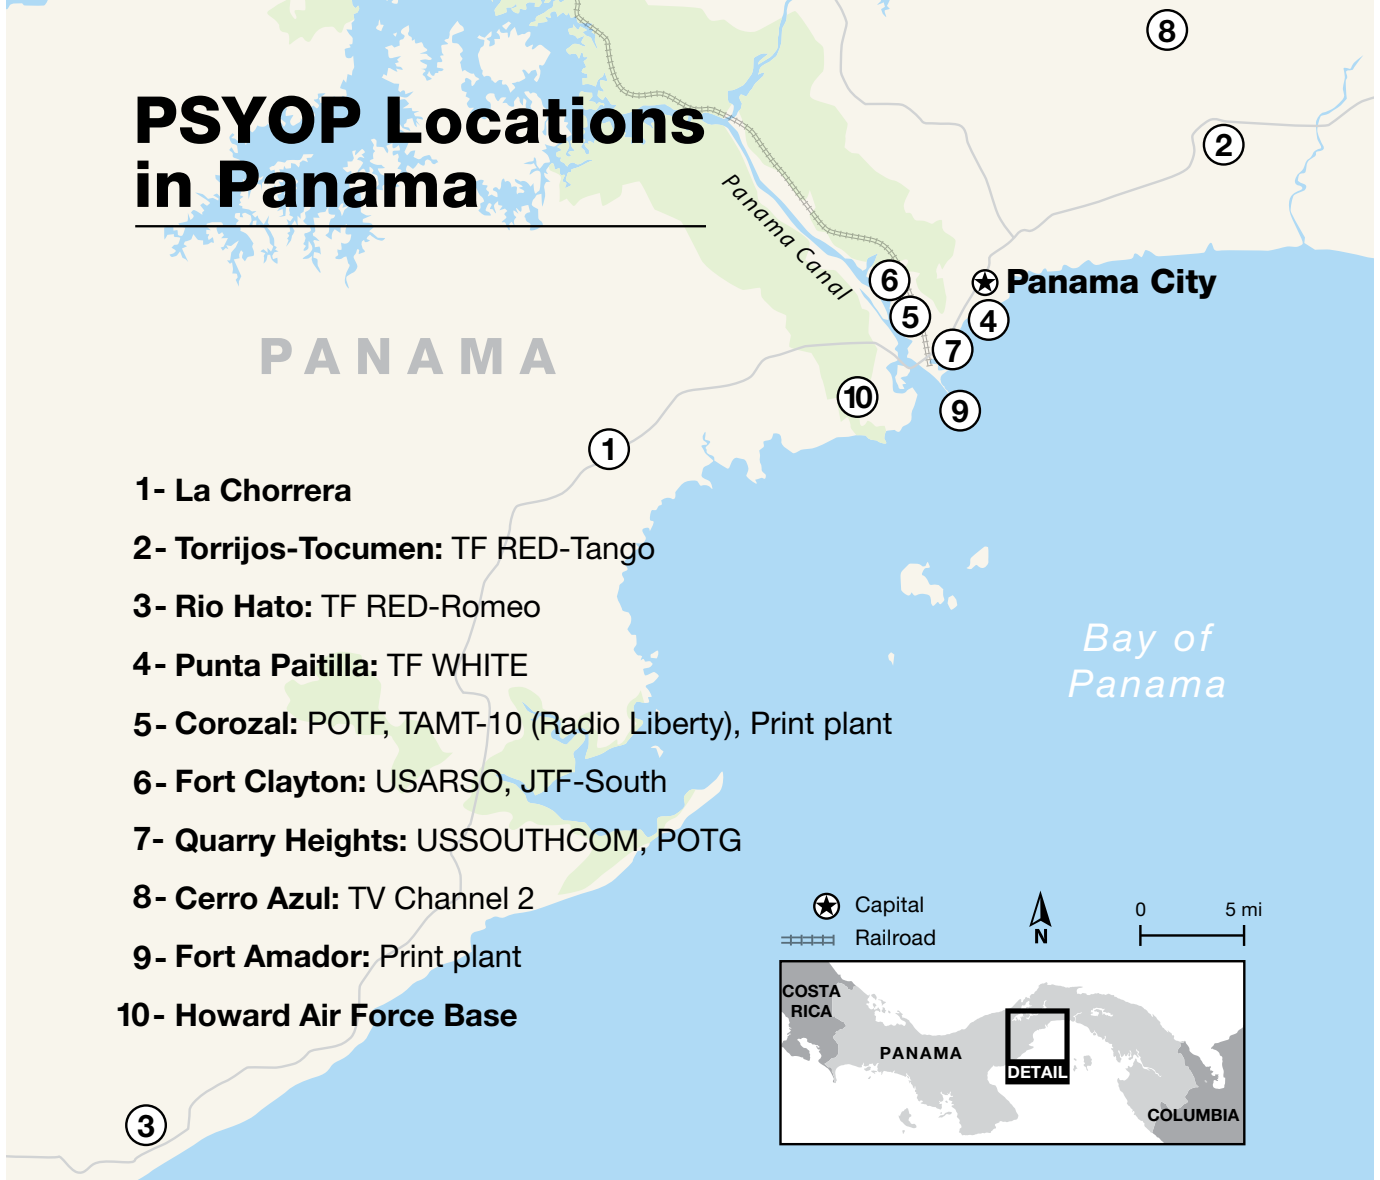 8
PSYOP Locations
in Panama
2
Panama Canal
6
Panama City
5
4
7
PANAMA
10
9
1
1- La Chorrera
2- Torrijos-Tocumen: TF RED-Tango
3- Rio Hato: TF RED-Romeo
4- Punta Paitilla: TF WHITE
5- Corozal: POTF, TAMT-10 (Radio Liberty), Print plant
6- Fort Clayton: USARSO, JTF-South
7- Quarry Heights: USSOUTHCOM, POTG
8- Cerro Azul: TV Channel 2
9- Fort Amador: Print plant
10- Howard Air Force Base
3
Bay of
Panama
Capital
Railroad
N
0 5 mi
COSTA
RICA
PANAMA
DETAIL
COLUMBIA